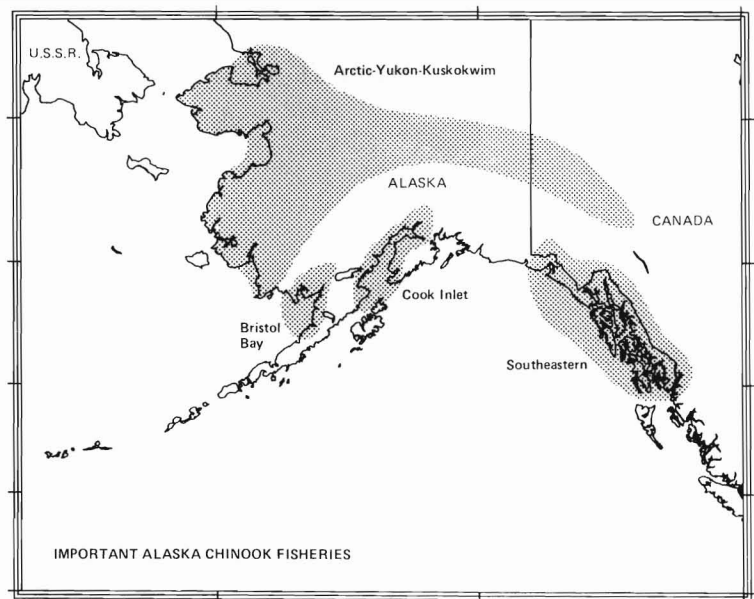 U.S.S.R.
Arctic-Yukon-Kuskokwim
ALASKA
CANADA
Cook Inlet
Bristol
Bay
Southeastern
IMPORTANT ALASKA CHINOOK FISHERIES